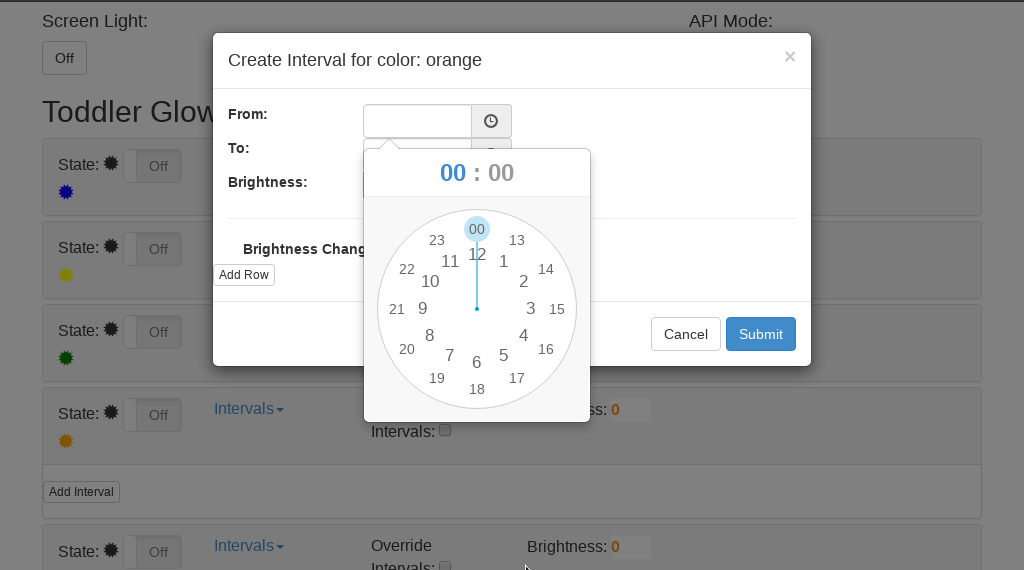 Screen Light:
API Mode:
Off
Create Interval for color: orange
×
Toddler Glow
From:
To:
Brightness:
00 : 00
State: Off
00
23 13
12
11 1
22 14
10 2
21 9 3 15
8 4
20 16
7 5
6
19 17
18
Brightness Chang
Add Row
State: Off
Cancel Submit
State: Off
State: Off
Intervals
Intervals:
ss: 0
Add Interval
State: Off
Intervals
Override
Intervals:
Brightness: 0